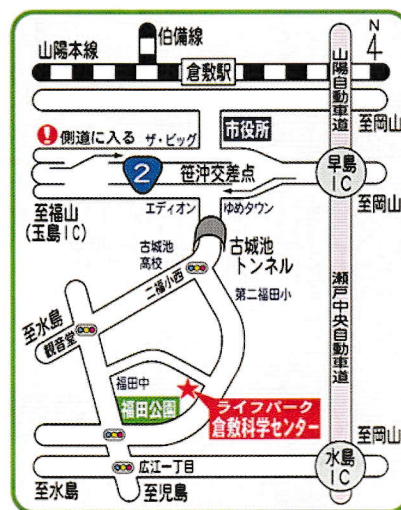 伯備線
N
山陽本線
倉敷駅
山陽自動車道
至岡山
側道に入る
ザ・ビッグ
市役所
2
笹沖交差点
早島
IC
至福山
(玉島IC)
エディオン
ゆめタウン
至岡山
古城池
高校
古城池
トンネル
二福小西
第二福田小
瀬戸中央自動車道
至水島
観音堂
福田中
福田公園
ライフパーク
倉敷科学センター
至岡山
広江一丁目
水島
IC
至水島
至児島